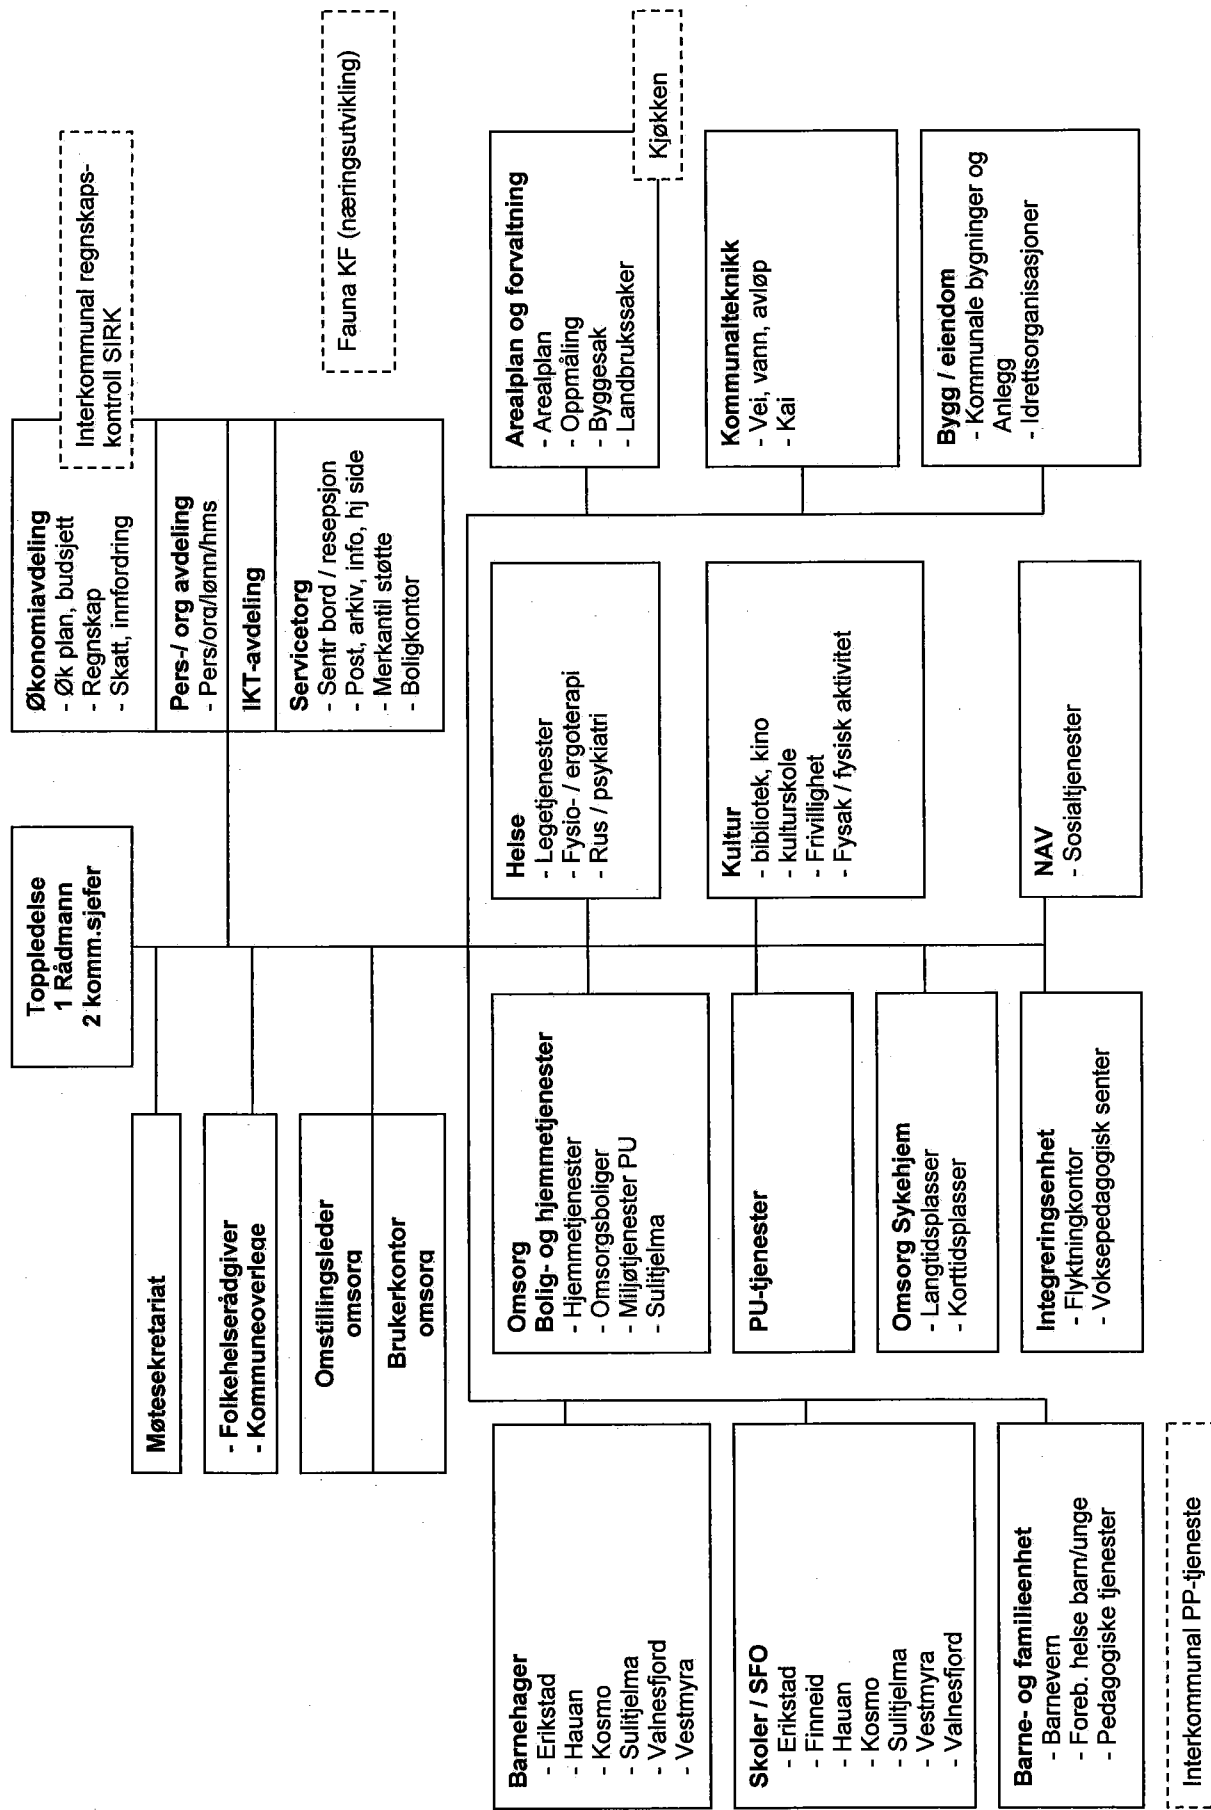 Toppledelse
1 Rådmann
2 komm.sjefer
Møtesekretariat
- Folkehelserådgiver
- Kommuneoverlege
Omstillingsleder
omsorg
Brukerkontor
omsorg
Økonomiavdeling
- Øk plan, budsjett
- Regnskap
- Skatt, innfordring
Pers-/ org avdeling
- Pers/org/lønn/hms
IKT-avdeling
Servicetorg
- Sentr bord / resepsjon
- Post, arkiv, info, hj side
- Merkantil støtte
- Boligkontor
Interkommunal regnskaps-
kontroll SIRK
Fauna KF (næringsutvikling)
Barnehager
- Erikstad
- Hauan
- Kosmo
- Sulitjelma
- Valnesfjord
- Vestmyra
Skoler / SFO
- Erikstad
- Finneid
- Hauan
- Kosmo
- Sulitjelma
- Vestmyra
- Valnesfjord
Barne- og familieenhet
- Barnevern
- Foreb. helse barn/unge
- Pedagogiske tjenester
Interkommunal PP-tjeneste
Omsorg
Bolig- og hjemmetjenester
- Hjemmetjenester
- Omsorgsboliger
- Miljøtjenester PU
- Sulitjelma
PU-tjenester
Omsorg Sykehjem
- Langtidsplasser
- Korttidsplasser
Integreringsenhet
- Flyktningkontor
- Voksepedagogisk senter
Helse
- Legetjenester
- Fysio- / ergoterapi
- Rus / psykiatri
Kultur
- bibliotek, kino
- kulturskole
- Frivillighet
- Fysak / fysisk aktivitet
NAV
- Sosialtjenester
Arealplan og forvaltning
- Arealplan
- Oppmåling
- Byggesak
- Landbrukssaker
Kjøkken
Kommunalteknikk
- Vei, vann, avløp
- Kai
Bygg / eiendom
- Kommunale bygninger og
Anlegg
- Idrettsorganisasjoner